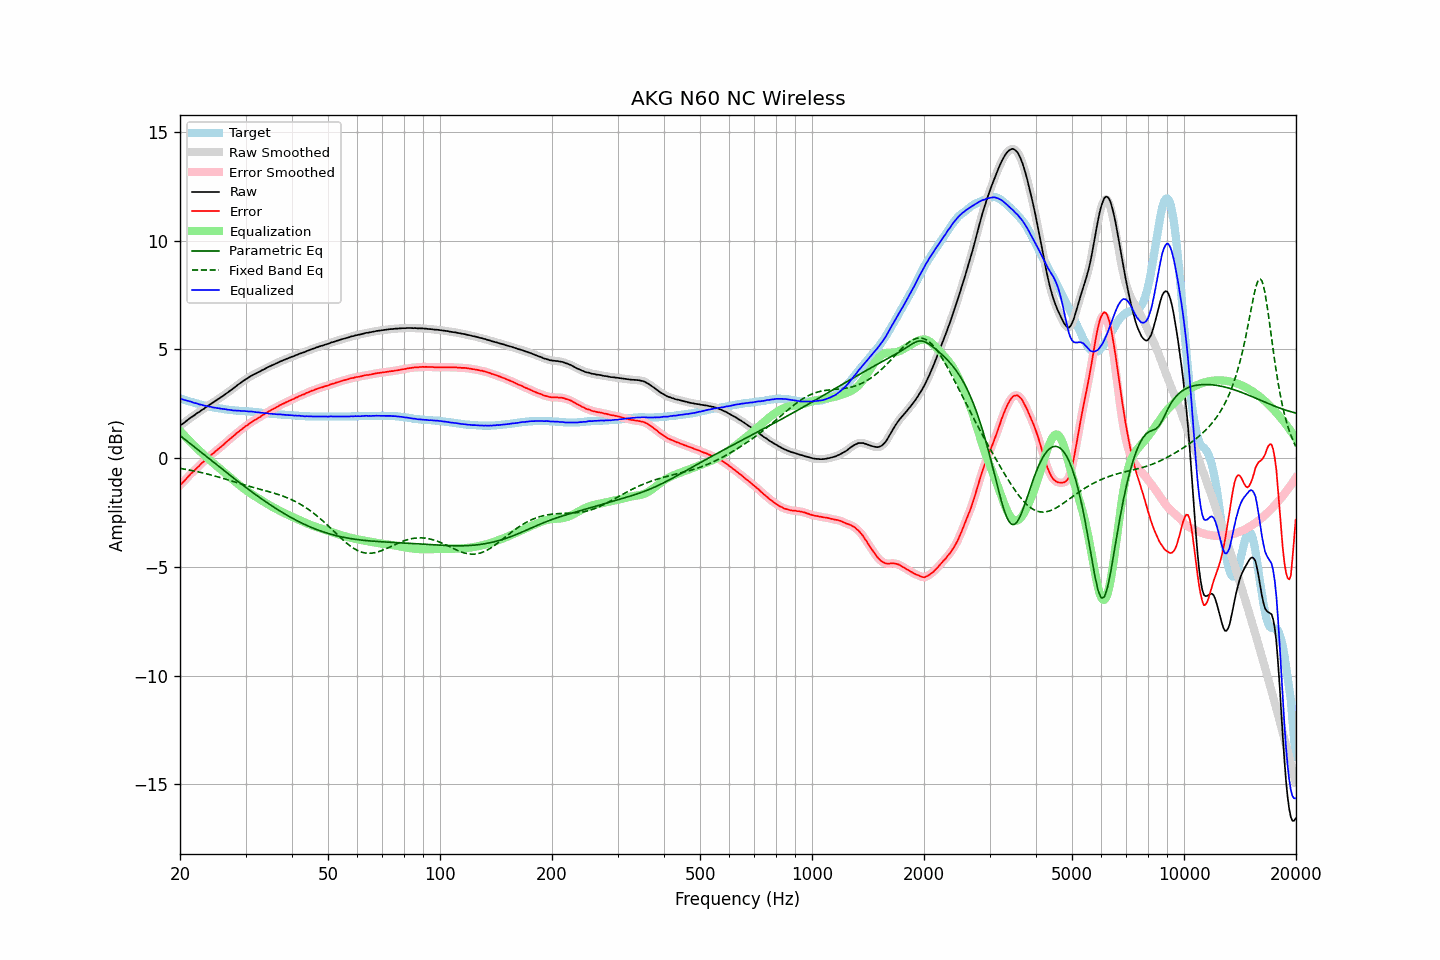 AKG N60 NC Wireless
Target
Raw Smoothed
Error Smoothed
Raw
Error
Equalization
Parametric Eq
Fixed Band Eq
Equalized
15
10
5
0
−5
−10
−15
Amplitude (dBr)
20 50 100 200 500 1000 2000 5000 10000 20000
Frequency (Hz)